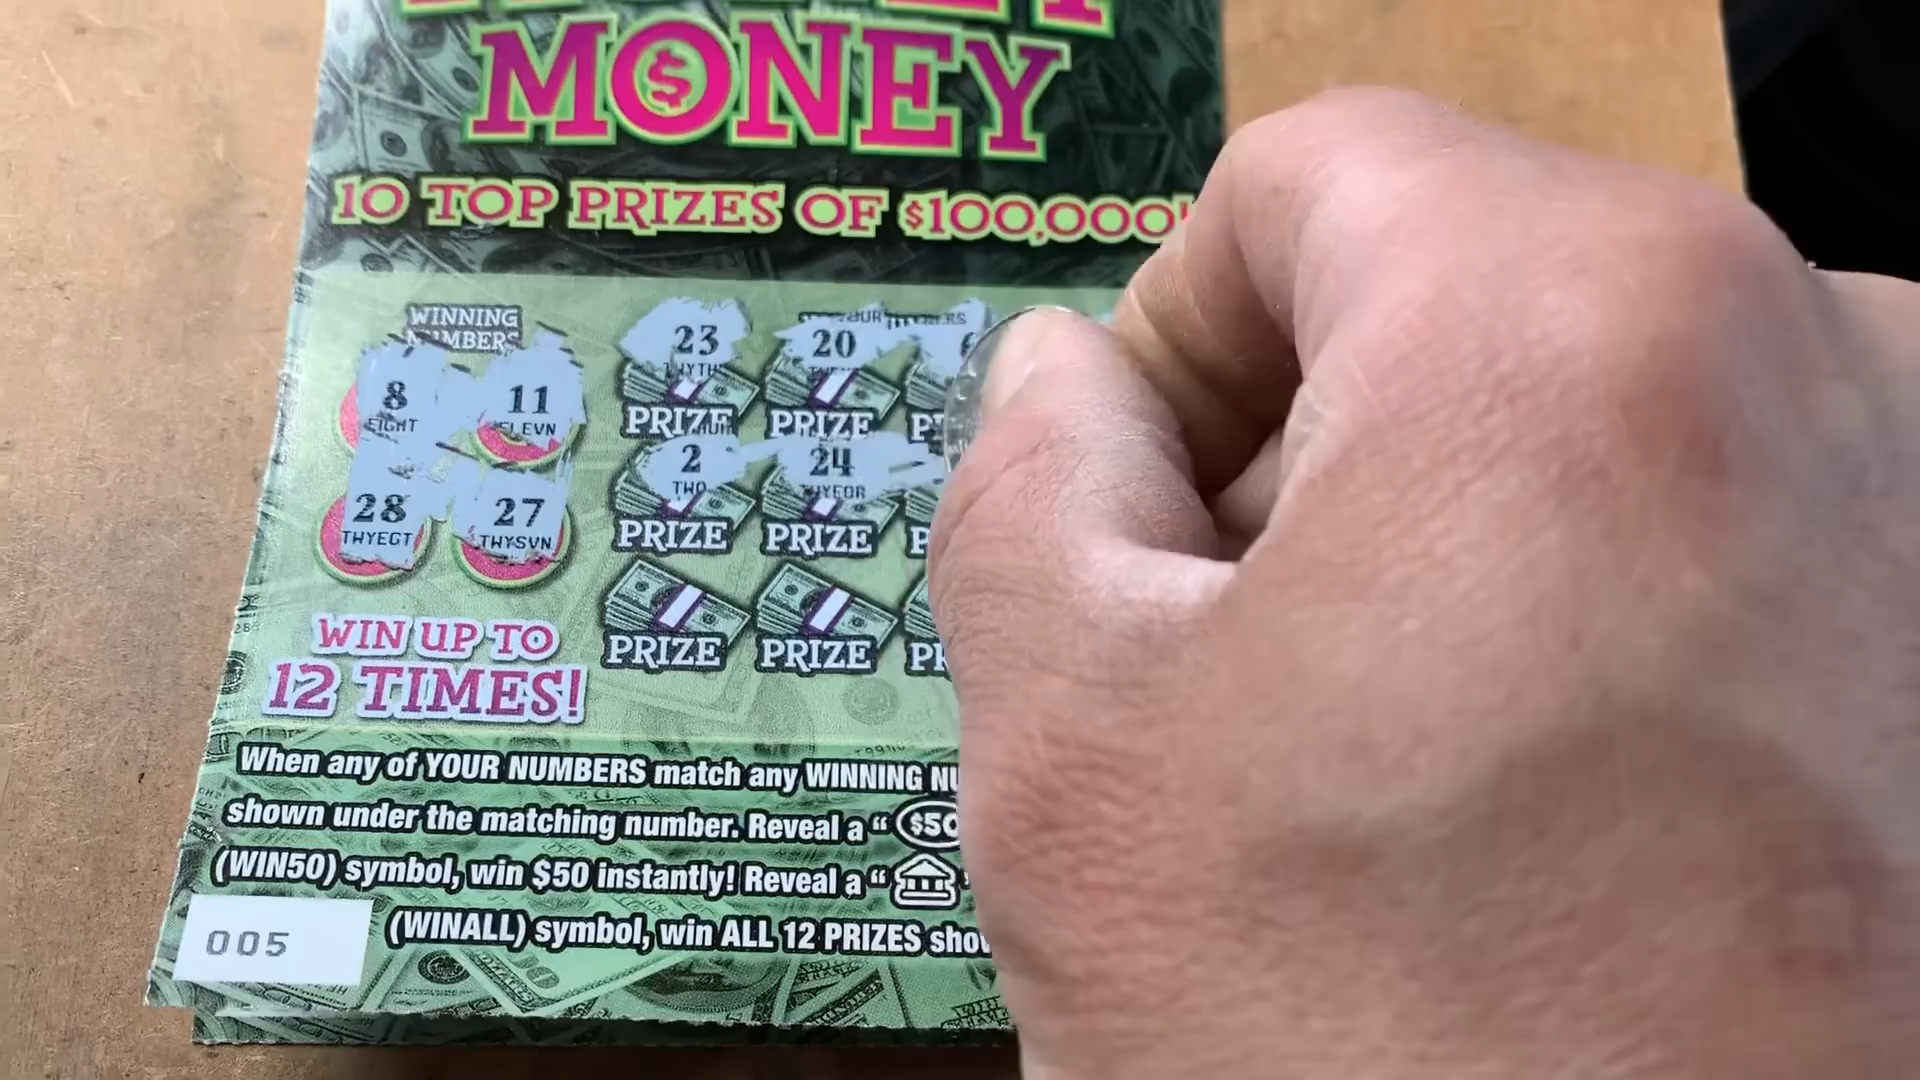 MONEY
10 TOP PRIZES OF $100,000!
WINNING
NUMBERS
8
EIGHT
11
ELEVN
28
THYEGT
27
THYSVN
23
20
PRIZE
PRIZE
2
TWO
24
TWYFOR
PRIZE
PRIZE
PRIZE
PRIZE
WIN UP TO
12 TIMES!
When any of YOUR NUMBERS match any WINNING
shown under the matching number. Reveal a “ $50
(WIN50) symbol, win $50 instantly! Reveal a “
(WINALL) symbol, win ALL 12 PRIZES
005